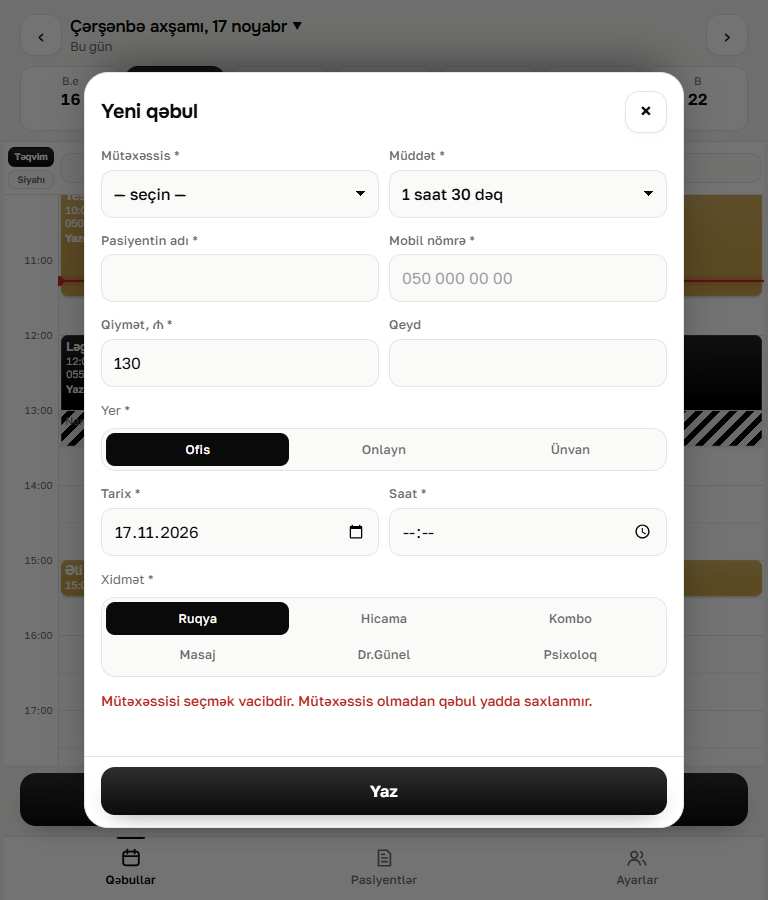 Çərşənbə axşamı, 17 noyabr ▼
Bu gün
B.e
16
B
22
Təqvim
Siyahı
11:00
12:00
13:00
14:00
15:00
16:00
17:00
Yeni qəbul
×
Mütəxəssis *
Müddət *
— seçin —
1 saat 30 dəq
Pasiyentin adı *
Mobil nömrə *
050 000 00 00
Qiymət, ₼ *
Qeyd
130
Yer *
Ofis
Onlayn
Ünvan
Tarix *
Saat *
17.11.2026
--:--
Xidmət *
Ruqya
Hicama
Kombo
Masaj
Dr.Günel
Psixoloq
Mütəxəssisi seçmək vacibdir. Mütəxəssis olmadan qəbul yadda saxlanmır.
Yaz
Qəbullar
Pasiyentlər
Ayarlar